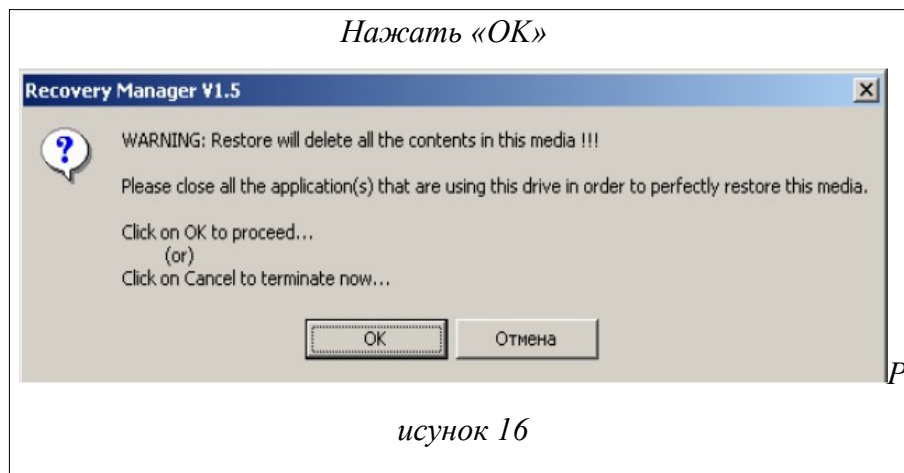 Нажать «ОК»
Recovery Manager V1.5
WARNING: Restore will delete all the contents in this media !!!
Please close all the application(s) that are using this drive in order to perfectly restore this media.
Click on OK to proceed...
(or)
Click on Cancel to terminate now...
OK Отмена
Р
исунок 16